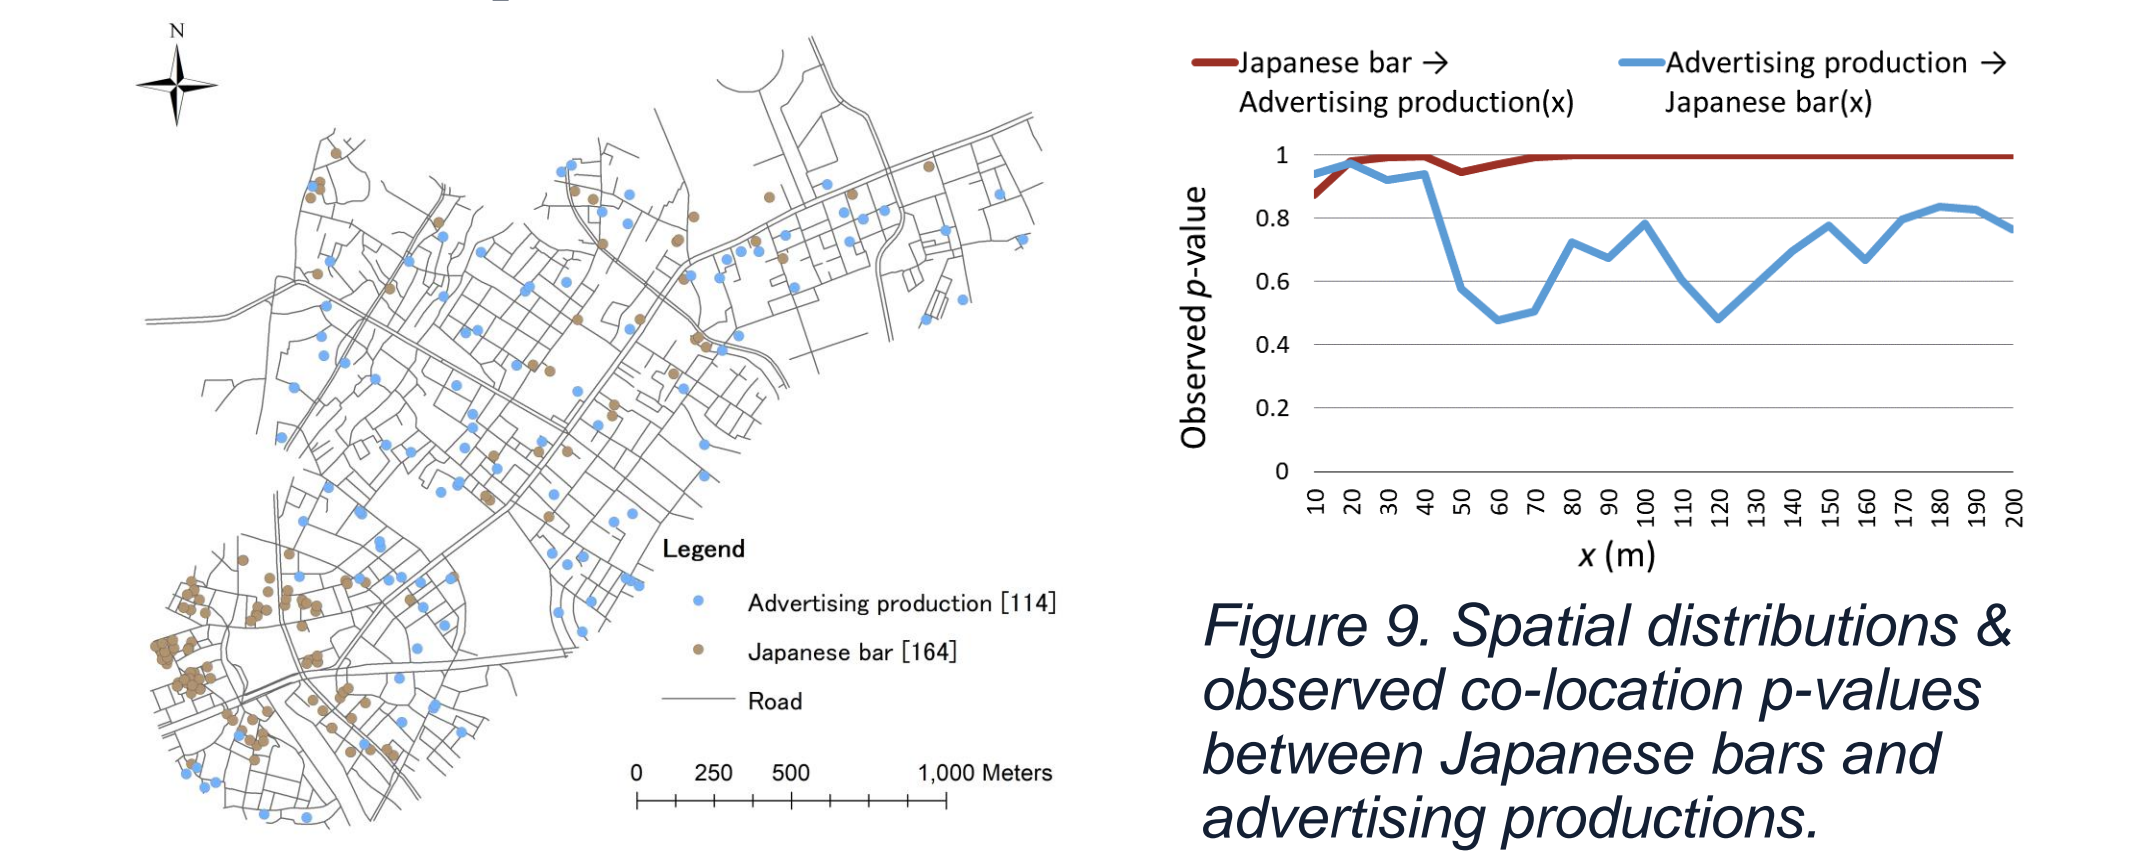 N
Legend
Advertising production [114]
Japanese bar [164]
Road
0 250 500 1,000 Meters
Japanese bar →
Advertising production(x)
Advertising production →
Japanese bar(x)
Observed p-value
1
0.8
0.6
0.4
0.2
0
10 20 30 40 50 60 70 80 90 100 110 120 130 140 150 160 170 180 190 200
x (m)
Figure 9. Spatial distributions &
observed co-location p-values
between Japanese bars and
advertising productions.